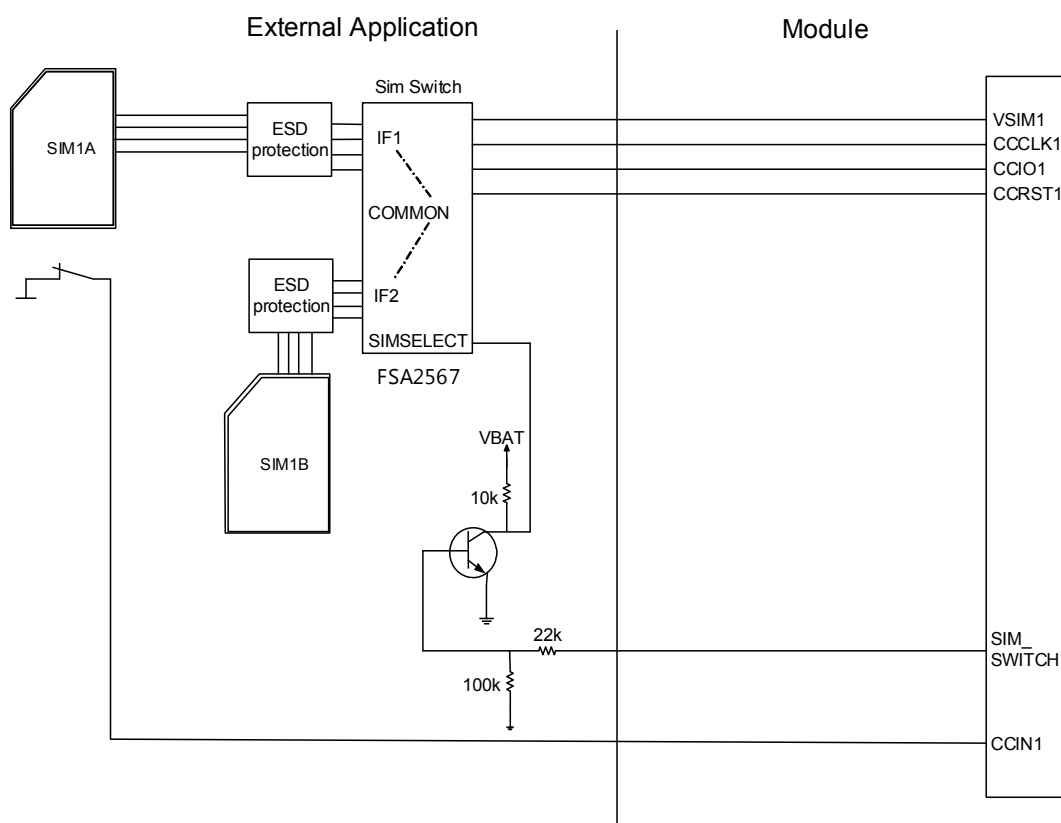 External Application
Module
Sim Switch
SIM1A
ESD
protection
IF1
COMMON
IF2
SIMSELECT
FSA2567
VSIM1
CCCLK1
CCIO1
CCRST1
ESD
protection
SIM1B
VBAT
10k
22k
100k
SIM_
SWITCH
CCIN1